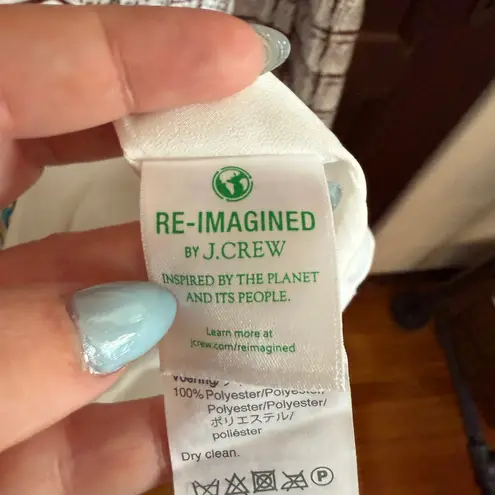 RE-IMAGINED
BY J.CREW
INSPIRED BY THE PLANET
AND ITS PEOPLE.
Learn more at
jcrew.com/reimagined
100% Polyester/Polyester/
Polyester/Polyester/
ポリエステル/
poliéster
Dry clean.
P